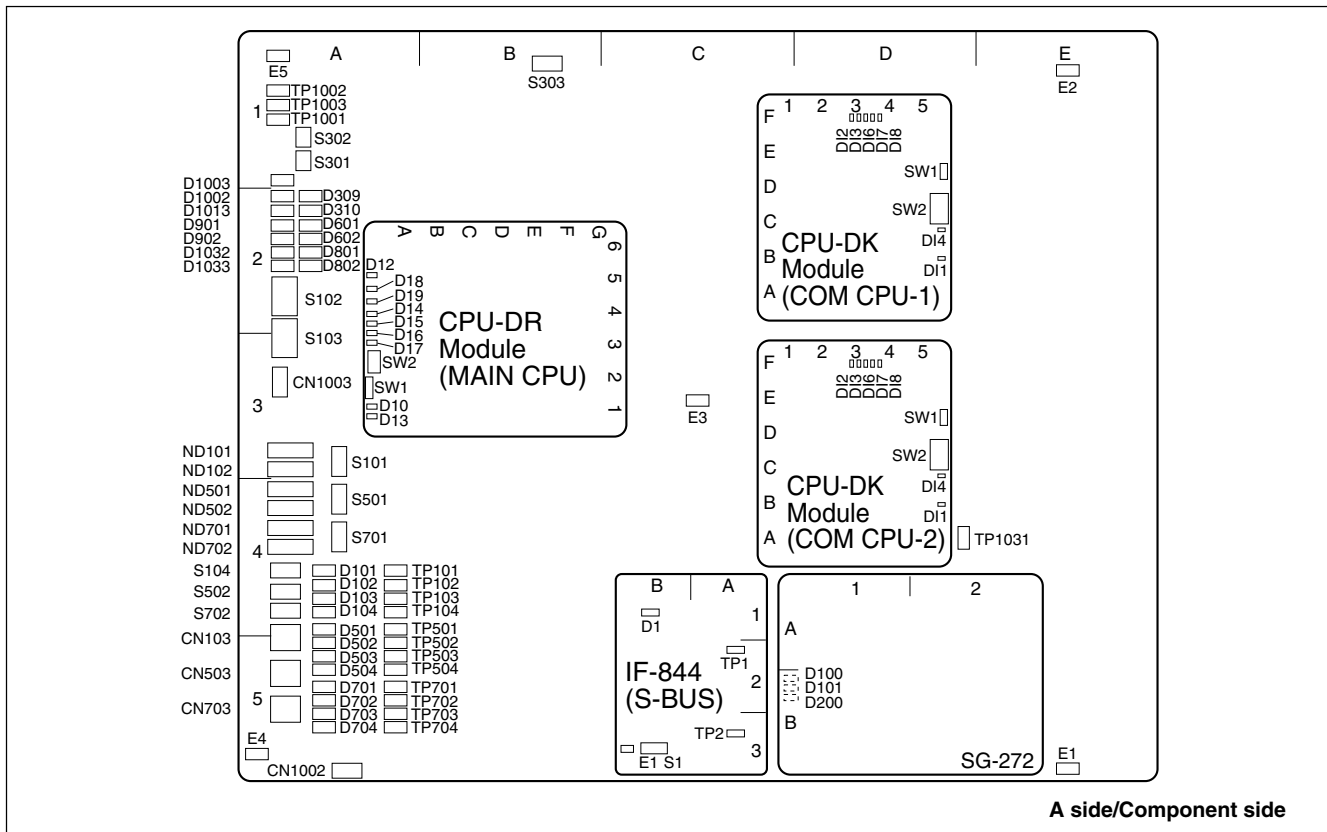 A B C D E
E5
S303
E2
TP1002
TP1003
1
TP1001
S302
S301
D1003
D1002
D309
D1013
D310
D901
D601
D902
D602
2
D1032
D801
D1033
D802
S102
S103
CN1003
3
A B C D E F G
6
5
4
3
2
1
D12
D18
D19
D14
D15
D16
D17
SW2
SW1
D10
D13
CPU-DR
Module
(MAIN CPU)
E3
1 2 3 4 5
F
E
D
C
B
A
DI2
DI3
DI6
DI7
DI8
SW1
SW2
DI4
DI1
CPU-DK
Module
(COM CPU-1)
1 2 3 4 5
F
E
D
C
B
A
DI2
DI3
DI6
DI7
DI8
SW1
SW2
DI4
DI1
CPU-DK
Module
(COM CPU-2)
TP1031
ND101
ND102
S101
ND501
ND502
S501
ND701
ND702
S701
4
S104
S502
S702
CN103
CN503
CN703
5
D101 TP101
D102 TP102
D103 TP103
D104 TP104
D501 TP501
D502 TP502
D503 TP503
D504 TP504
D701 TP701
D702 TP702
D703 TP703
D704 TP704
E4
CN1002
B A
D1
1
TP1
IF-844
(S-BUS)
2
TP2
E1 S1
3
1 2
A
D100
D101
D200
B
SG-272
E1
A side/Component side